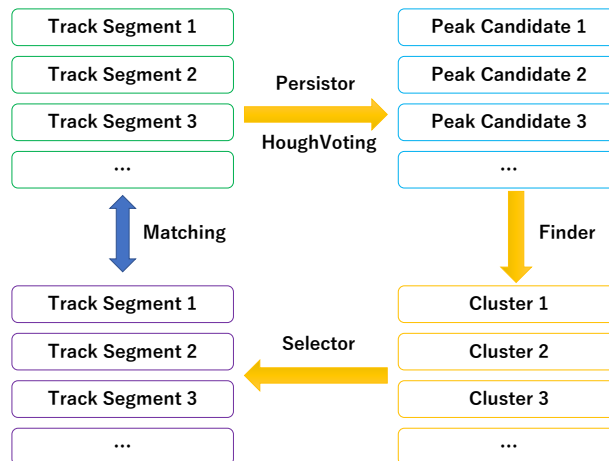 Track Segment 1
Track Segment 2
Track Segment 3
...
Persistor
HoughVoting
Peak Candidate 1
Peak Candidate 2
Peak Candidate 3
...
Matching
Finder
Track Segment 1
Track Segment 2
Track Segment 3
...
Selector
Cluster 1
Cluster 2
Cluster 3
...